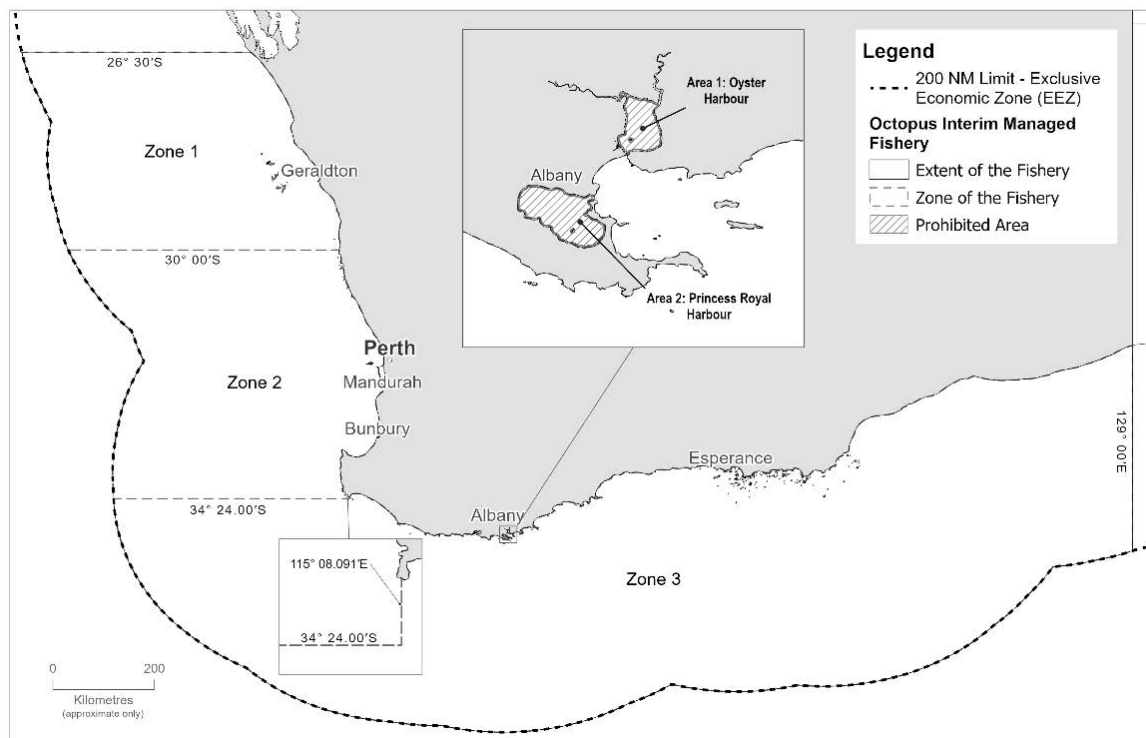 26° 30'S
Zone 1
Geraldton
30° 00'S
Perth
Zone 2
Mandurah
Bunbury
34° 24.00'S
Albany
Esperance
Zone 3
129° 00'E
115° 08.091'E
34° 24.00'S
0 200
Kilometres
(approximate only)
Area 1: Oyster
Harbour
Albany
Area 2: Princess Royal
Harbour
Legend
200 NM Limit - Exclusive
Economic Zone (EEZ)
Octopus Interim Managed
Fishery
Extent of the Fishery
Zone of the Fishery
Prohibited Area